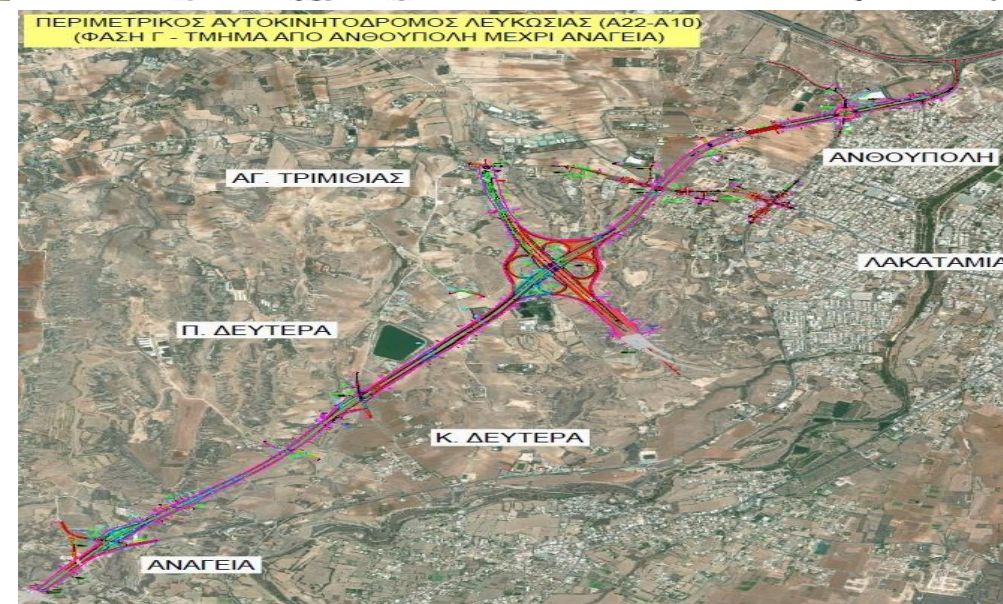 ΠΕΡΙΜΕΤΡΙΚΟΣ ΑΥΤΟΚΙΝΗΤΟΔΡΟΜΟΣ ΛΕΥΚΩΣΙΑΣ (Α22-Α10)
(ΦΑΣΗ Γ - ΤΜΗΜΑ ΑΠΟ ΑΝΘΟΥΠΟΛΗ ΜΕΧΡΙ ΑΝΑΓΕΙΑ)
ΑΝΘΟΥΠΟΛΗ
ΑΓ. ΤΡΙΜΙΘΙΑΣ
ΛΑΚΑΤΑΜΙΑ
Π. ΔΕΥΤΕΡΑ
Κ. ΔΕΥΤΕΡΑ
ΑΝΑΓΕΙΑ